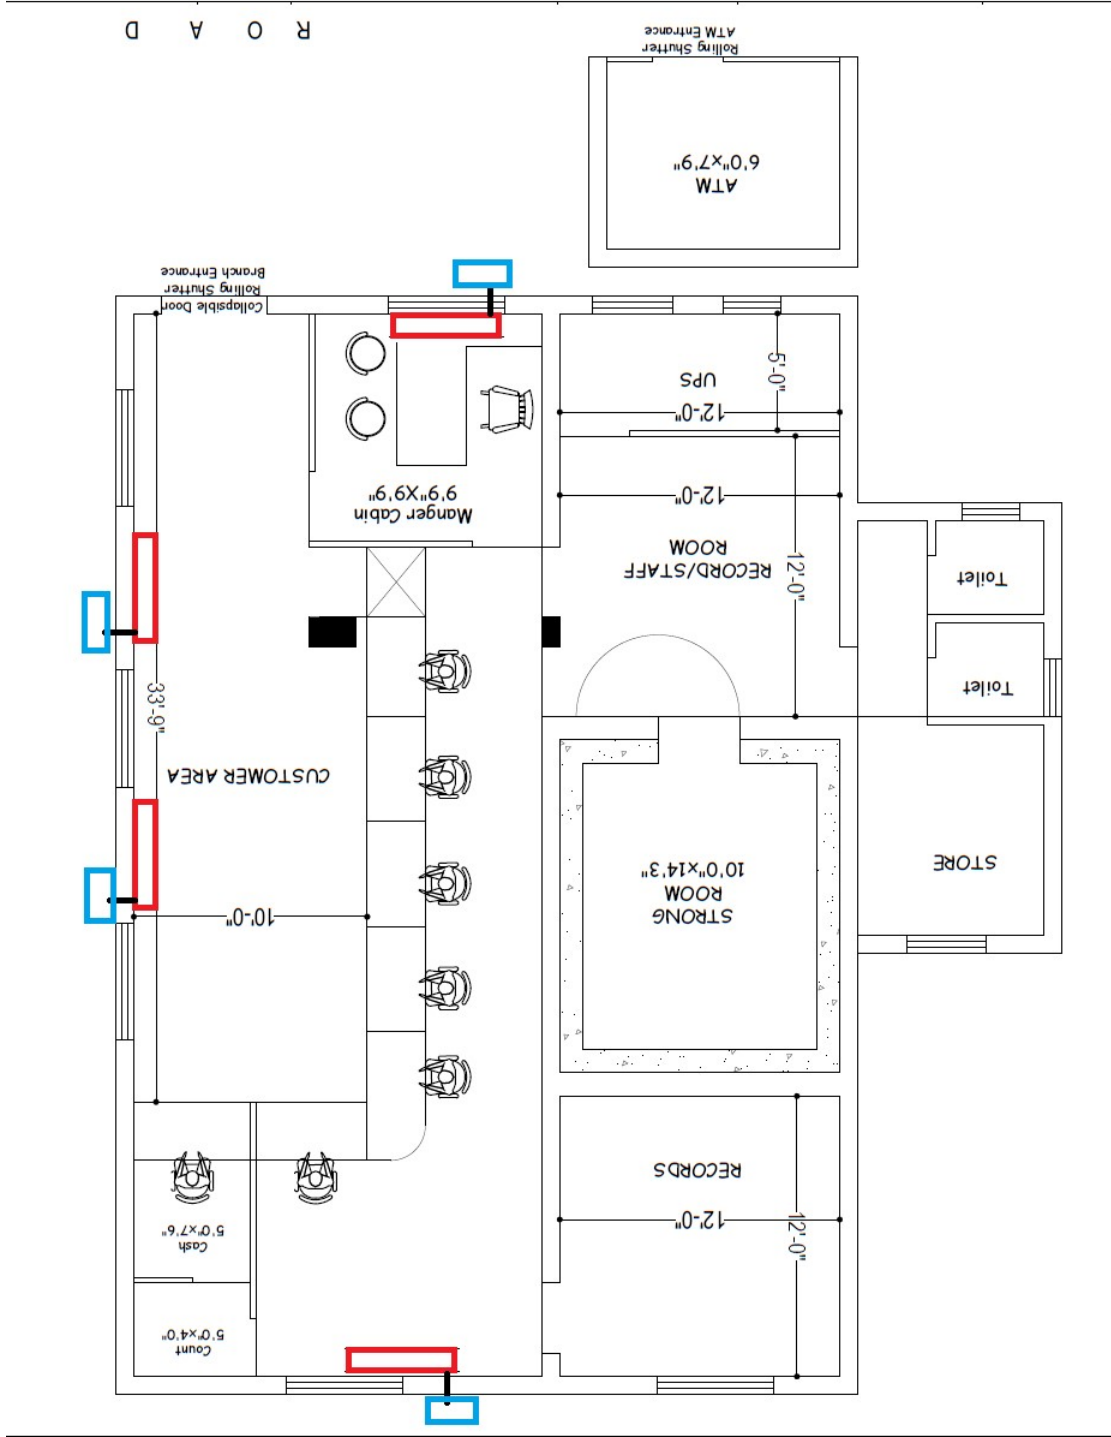 ROAD
Rolling Shutter
ATM Entrance
ATM
6'0"x7'9"
Collapsible Door
Rolling Shutter
Branch Entrance
5'-0"
UPS
12'-0"
Manger Cabin
9'9"X9'9"
12'-0"
RECORD/STAFF
ROOM
12'-0"
Toilet
Toilet
33'-9"
CUSTOMER AREA
10'-0"
STRONG
ROOM
10'0"x14'3"
STORE
RECORDS
12'-0"
12'-0"
Cash
5'0"x7'6"
Count
5'0"x4'0"